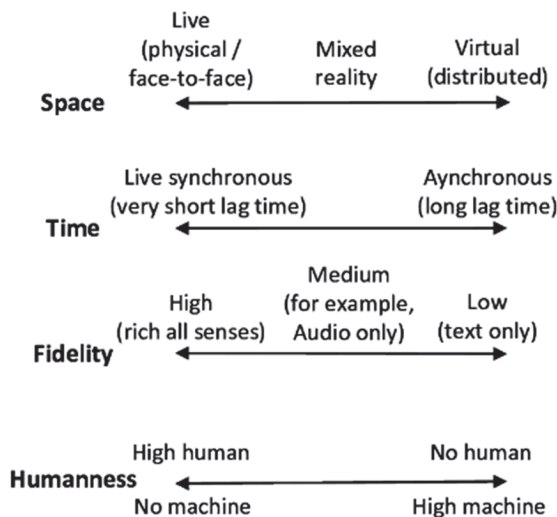 Live
(physical /
face-to-face)
Mixed
reality
Virtual
(distributed)
Space
Live synchronous
(very short lag time)
Aynchronous
(long lag time)
Time
High
(rich all senses)
Medium
(for example,
Audio only)
Low
(text only)
Fidelity
High human
No human
Humanness
No machine
High machine